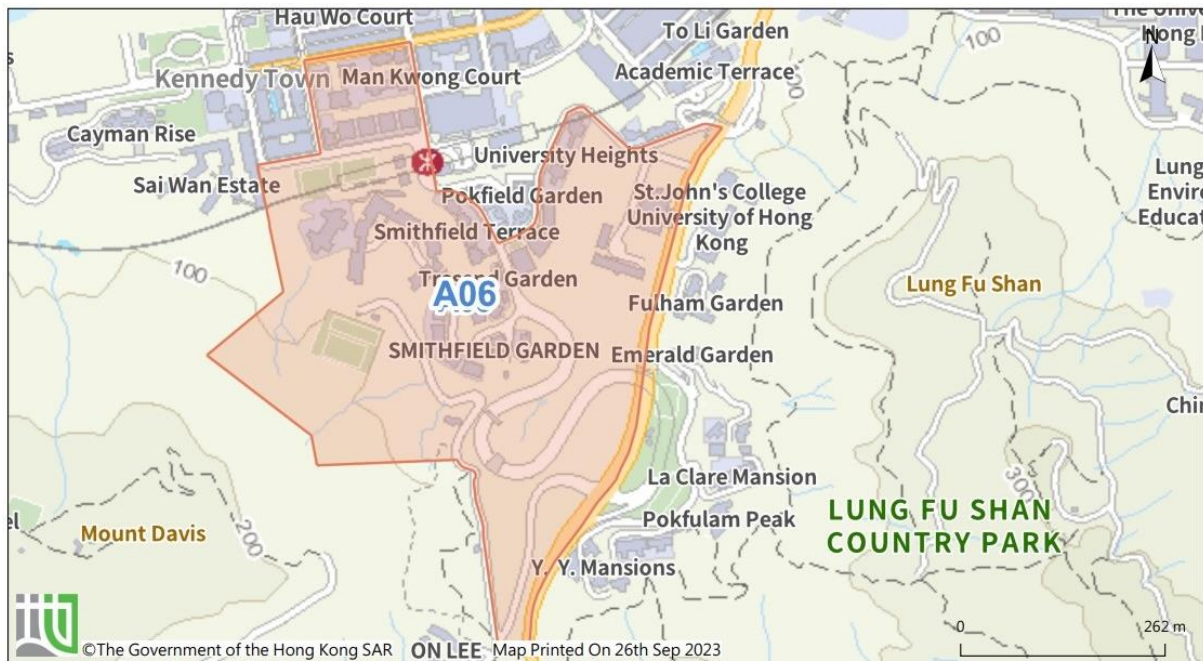 Hau Wo Court
To Li Garden
100
N
Kennedy Town
Man Kwong Court
Academic Terrace
Cayman Rise
University Heights
Sai Wan Estate
Pokfield Garden
St. John's College
University of Hong
Kong
Smithfield Terrace
100
A06
Lung Fu Shan
Fulham Garden
SMITHFIELD GARDEN
Emerald Garden
La Clare Mansion
300
Mount Davis
200
Pokfulam Peak
LUNG FU SHAN
COUNTRY PARK
Y. Y. Mansions
0
262 m
©The Government of the Hong Kong SAR
ON LEE
Map Printed On 26th Sep 2023